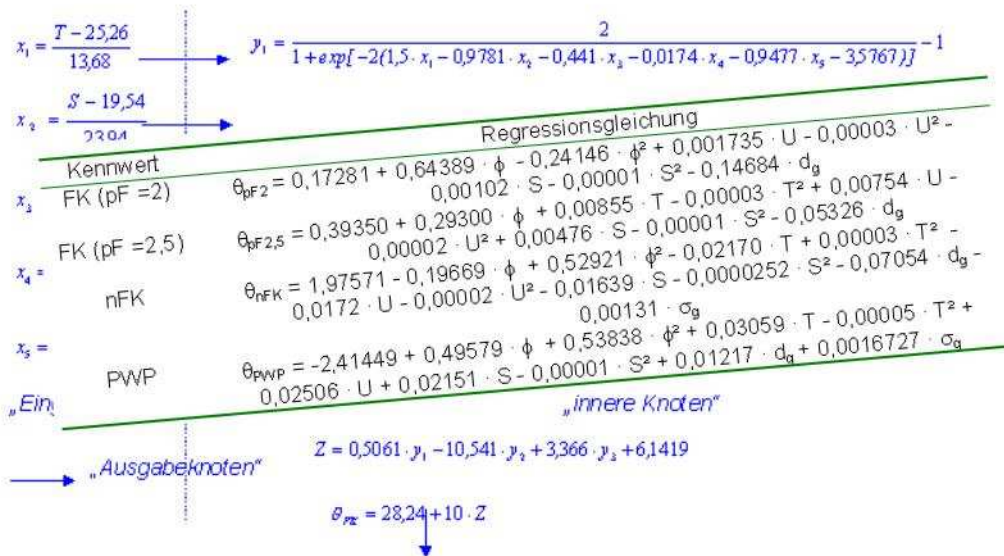 x₁ = (T − 25,26) / 13,68
y₁ = 2 / (1 + exp[−2(1,5 · x₁ − 0,9781 · x₂ − 0,441 · x₃ − 0,0174 · x₄ − 0,9477 · x₅ − 3,5767)]) − 1
x₂ = (S − 19,54) / 23,94
Kennwert Regressionsgleichung
x₃
FK (pF =2) θpF2 = 0,17281 + 0,64389 · ϕ − 0,24146 · ϕ² + 0,001735 · U − 0,00003 · U² −
0,00102 · S − 0,00001 · S² − 0,14684 · dg
FK (pF =2,5) θpF2,5 = 0,39350 + 0,29300 · ϕ + 0,00855 · T − 0,00003 · T² + 0,00754 · U −
0,00002 · U² + 0,00476 · S − 0,00001 · S² − 0,05326 · dg
x₄ =
nFK θnFK = 1,97571 − 0,19669 · ϕ + 0,52921 · ϕ² − 0,02170 · T + 0,00003 · T² −
0,0172 · U − 0,00002 · U² − 0,01639 · S − 0,0000252 · S² − 0,07054 · dg −
0,00131 · σg
x₅ =
PWP θPWP = −2,41449 + 0,49579 · ϕ + 0,53838 · ϕ² + 0,03059 · T − 0,00005 · T² +
0,02506 · U + 0,02151 · S − 0,00001 · S² + 0,01217 · dg + 0,0016727 · σg
„Ein „innere Knoten“
Z = 0,5061 · y₁ − 10,541 · y₂ + 3,366 · y₃ + 6,1419
„Ausgabeknoten“
= 28,24 + 10 · Z